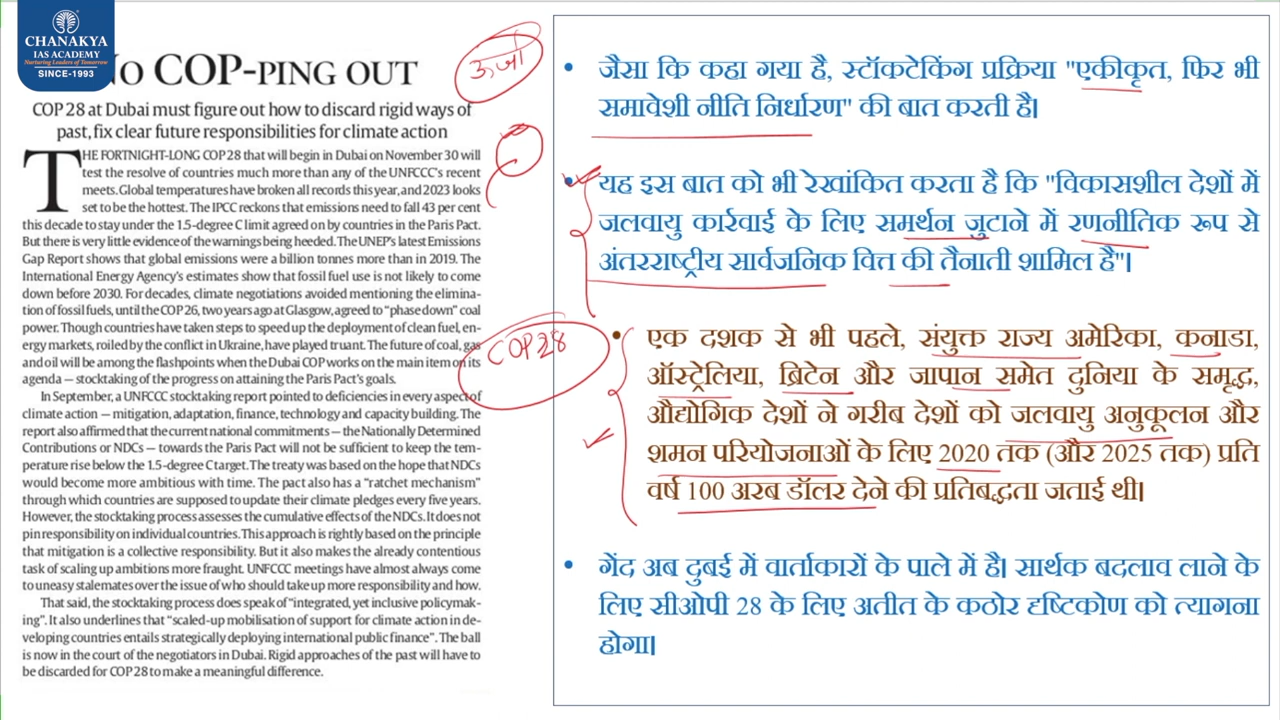 CHANAKYA
IAS ACADEMY
Nurturing Leaders of Tomorrow
SINCE-1993
NO COP-PING OUT
COP 28 at Dubai must figure out how to discard rigid ways of
past, fix clear future responsibilities for climate action
THE FORTNIGHT-LONG COP 28 that will begin in Dubai on November 30 will
test the resolve of countries much more than any of the UNFCCC's recent
meets. Global temperatures have broken all records this year, and 2023 looks
set to be the hottest. The IPCC reckons that emissions need to fall 43 per cent
this decade to stay under the 1.5-degree C limit agreed on by countries in the Paris Pact.
But there is very little evidence of the warnings being heeded. The UNEP's latest Emissions
Gap Report shows that global emissions were a billion tonnes more than in 2019. The
International Energy Agency's estimates show that fossil fuel use is not likely to come
down before 2030. For decades, climate negotiations avoided mentioning the elimina-
tion of fossil fuels, until the COP 26, two years ago at Glasgow, agreed to "phase down" coal
power. Though countries have taken steps to speed up the deployment of clean fuel, en-
ergy markets, roiled by the conflict in Ukraine, have played truant. The future of coal, gas
and oil will be among the flashpoints when the Dubai COP works on the main item on its
agenda — stocktaking of the progress on attaining the Paris Pact's goals.
In September, a UNFCCC stocktaking report pointed to deficiencies in every aspect of
climate action — mitigation, adaptation, finance, technology and capacity building. The
report also affirmed that the current national commitments — the Nationally Determined
Contributions or NDCs — towards the Paris Pact will not be sufficient to keep the tem-
perature rise below the 1.5-degree C target. The treaty was based on the hope that NDCs
would become more ambitious with time. The pact also has a "ratchet mechanism"
through which countries are supposed to update their climate pledges every five years.
However, the stocktaking process assesses the cumulative effects of the NDCs. It does not
pin responsibility on individual countries. This approach is rightly based on the principle
that mitigation is a collective responsibility. But it also makes the already contentious
task of scaling up ambitions more fraught. UNFCCC meetings have almost always come
to uneasy stalemates over the issue of who should take up more responsibility and how.
That said, the stocktaking process does speak of "integrated, yet inclusive policymak-
ing". It also underlines that "scaled-up mobilisation of support for climate action in de-
veloping countries entails strategically deploying international public finance". The ball
is now in the court of the negotiators in Dubai. Rigid approaches of the past will have to
be discarded for COP 28 to make a meaningful difference.
ऊर्जा
COP28
• जैसा कि कहा गया है, स्टॉकटेकिंग प्रक्रिया "एकीकृत, फिर भी
समावेशी नीति निर्धारण" की बात करती है।
• यह इस बात को भी रेखांकित करता है कि "विकासशील देशों में
जलवायु कार्रवाई के लिए समर्थन जुटाने में रणनीतिक रूप से
अंतरराष्ट्रीय सार्वजनिक वित्त की तैनाती शामिल है"।
• एक दशक से भी पहले, संयुक्त राज्य अमेरिका, कनाडा,
ऑस्ट्रेलिया, ब्रिटेन और जापान समेत दुनिया के समृद्ध,
औद्योगिक देशों ने गरीब देशों को जलवायु अनुकूलन और
शमन परियोजनाओं के लिए 2020 तक (और 2025 तक) प्रति
वर्ष 100 अरब डॉलर देने की प्रतिबद्धता जताई थी।
• गेंद अब दुबई में वार्ताकारों के पाले में है। सार्थक बदलाव लाने के
लिए सीओपी 28 के लिए अतीत के कठोर दृष्टिकोण को त्यागना
होगा।